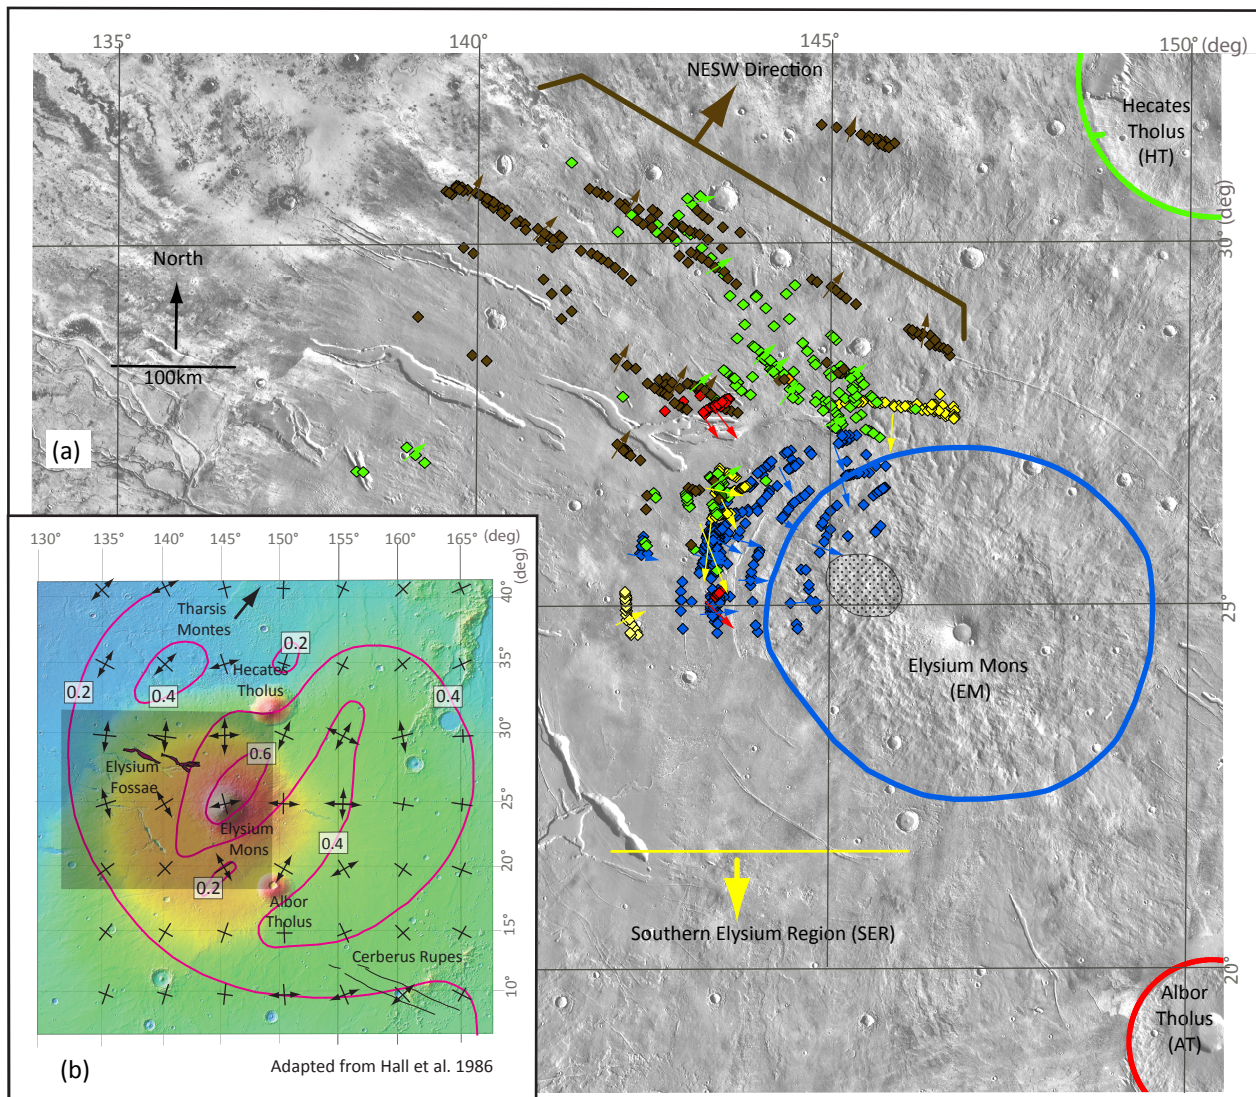 135°
140°
145°
150° (deg)
NESW Direction
Hecates
Tholus
(HT)
30° (deg)
North
100km
(a)
25°
Elysium Mons
(EM)
Southern Elysium Region (SER)
20°
Albor
Tholus
(AT)
130° 135° 140° 145° 150° 155° 160° 165° (deg)
(deg)
40°
35°
30°
25°
20°
15°
10°
Tharsis
Montes
0.2
Hecates
Tholus
0.2
0.4
0.4
0.6
Elysium
Fossae
Elysium
Mons
0.4
0.2
Albor
Tholus
Cerberus Rupes
(b)
Adapted from Hall et al. 1986